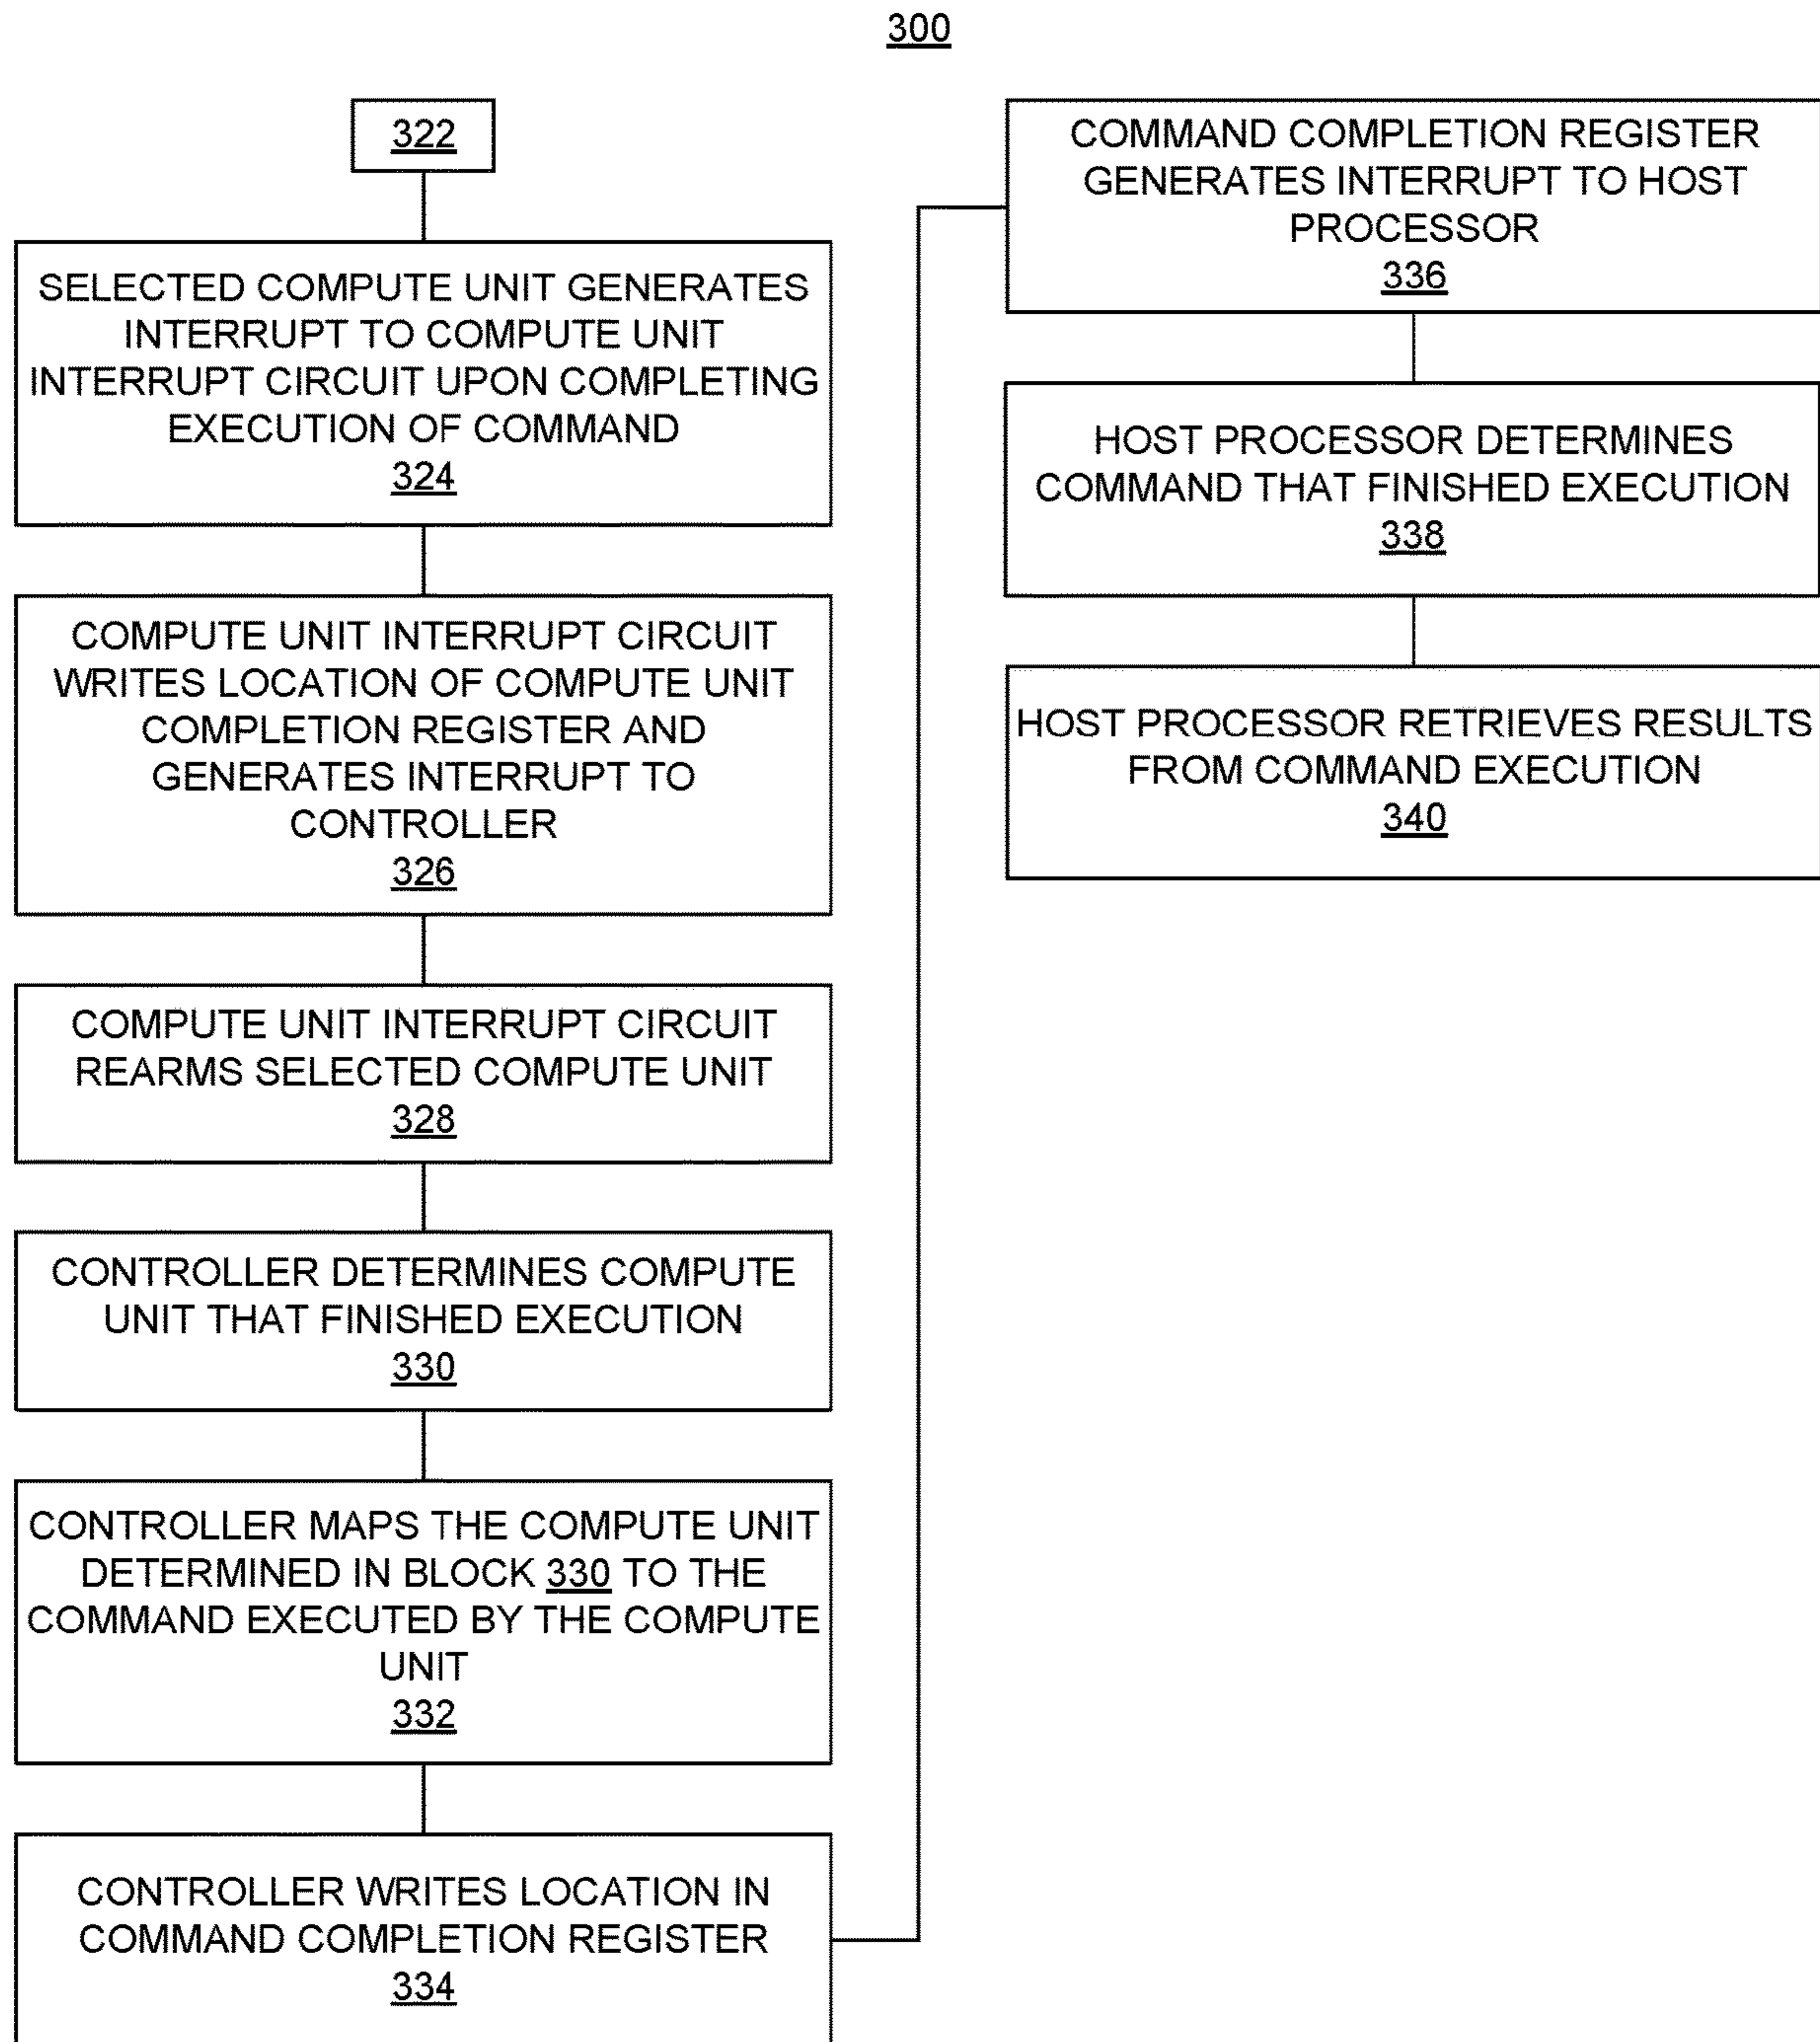 300
322
SELECTED COMPUTE UNIT GENERATES
INTERRUPT TO COMPUTE UNIT
INTERRUPT CIRCUIT UPON COMPLETING
EXECUTION OF COMMAND
324
COMPUTE UNIT INTERRUPT CIRCUIT
WRITES LOCATION OF COMPUTE UNIT
COMPLETION REGISTER AND
GENERATES INTERRUPT TO
CONTROLLER
326
COMPUTE UNIT INTERRUPT CIRCUIT
REARMS SELECTED COMPUTE UNIT
328
CONTROLLER DETERMINES COMPUTE
UNIT THAT FINISHED EXECUTION
330
CONTROLLER MAPS THE COMPUTE UNIT
DETERMINED IN BLOCK 330 TO THE
COMMAND EXECUTED BY THE COMPUTE
UNIT
332
CONTROLLER WRITES LOCATION IN
COMMAND COMPLETION REGISTER
334
COMMAND COMPLETION REGISTER
GENERATES INTERRUPT TO HOST
PROCESSOR
336
HOST PROCESSOR DETERMINES
COMMAND THAT FINISHED EXECUTION
338
HOST PROCESSOR RETRIEVES RESULTS
FROM COMMAND EXECUTION
340